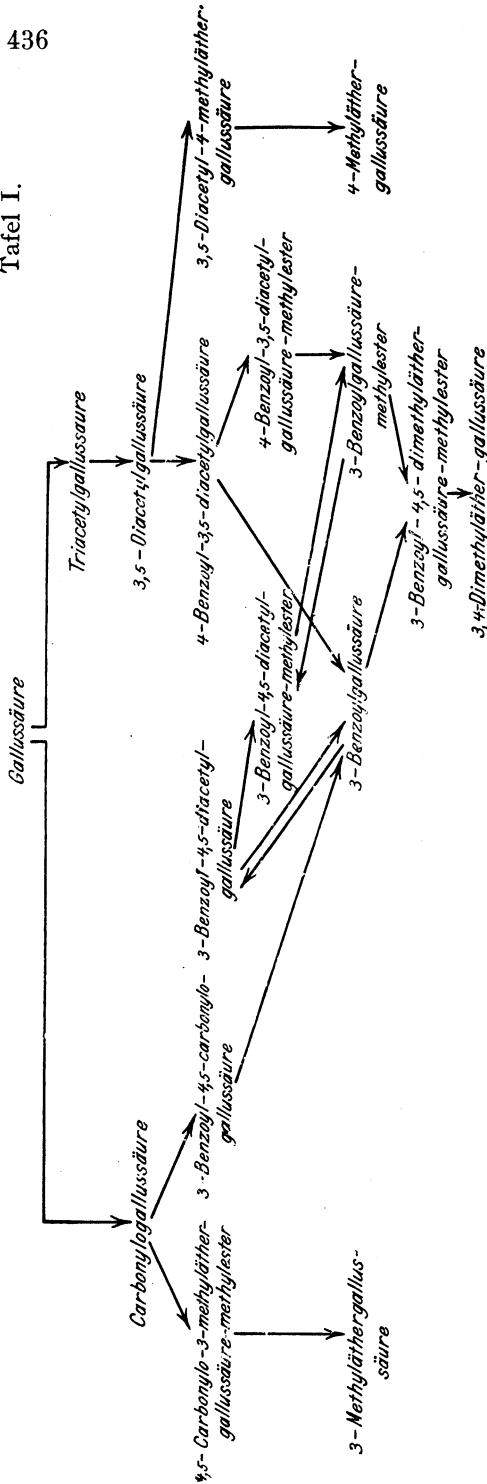 436
Tafel I.
Gallussäure
Triacetylgallussaure
3,5-Diacetylgallussäure
Carbonylogallussäure
4,5-Carbonylo-3-methyläther-
gallussäure-methylester
3-Benzoyl-4,5-carbonylo-
gallussäure
3-Benzoyl-4,5-diacetyl-
gallussäure
4-Benzoyl-3,5-diacetylgallussäure
3,5-Diacetyl-4-methyläther-
gallussäure
3-Benzoyl-4,5-diacetyl-
gallussäure-methylester
4-Benzoyl-3,5-diacetyl-
gallussäure-methylester
3-Methyläthergallus-
säure
3-Benzoylgallussäure
3-Benzoylgallussäure-
methylester
4-Methyläther-
gallussäure
3-Benzoyl-4,5-dimethyläther-
gallussäure-methylester
3,4-Dimethyläther-gallussäure